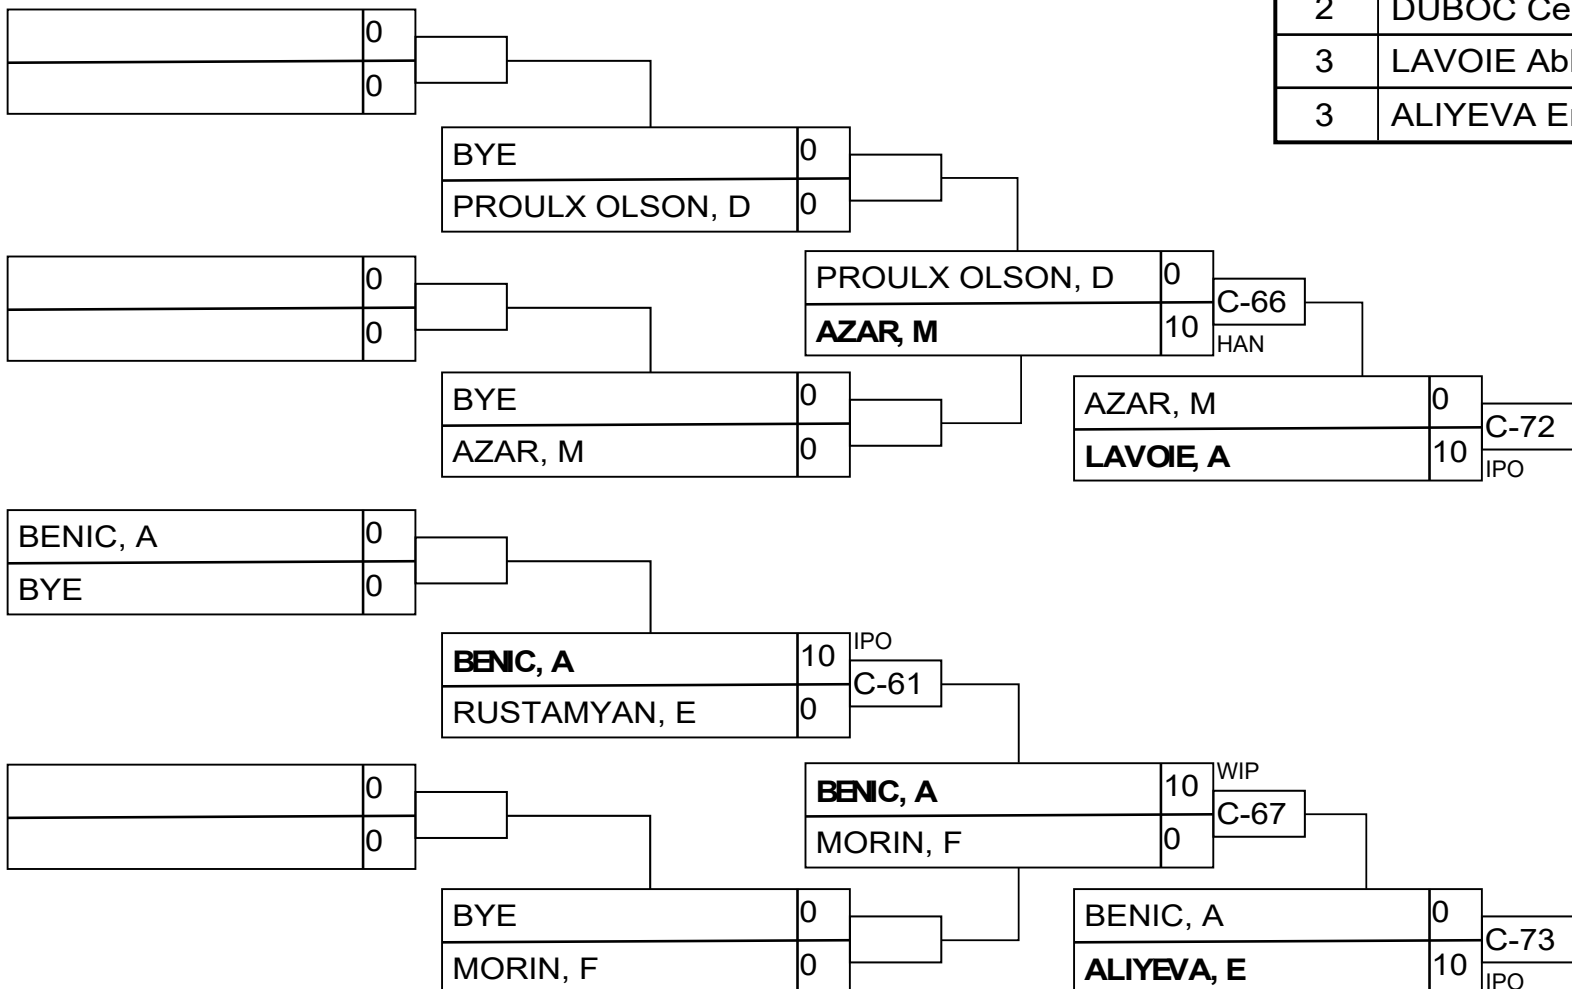 2 DUBOC Ce
3 LAVOIE Ab
3 ALIYEVA E
0
0
BYE 0
PROULX OLSON, D 0
0
0
PROULX OLSON, D 0
C-66
AZAR, M 10
HAN
BYE 0
AZAR, M 0
AZAR, M 0
C-72
LAVOIE, A 10
IPO
BENIC, A 0
BYE 0
BENIC, A 10 IPO
C-61
RUSTAMYAN, E 0
0
0
BENIC, A 10 WIP
C-67
MORIN, F 0
BYE 0
MORIN, F 0
BENIC, A 0
C-73
ALIYEVA, E 10
IPO